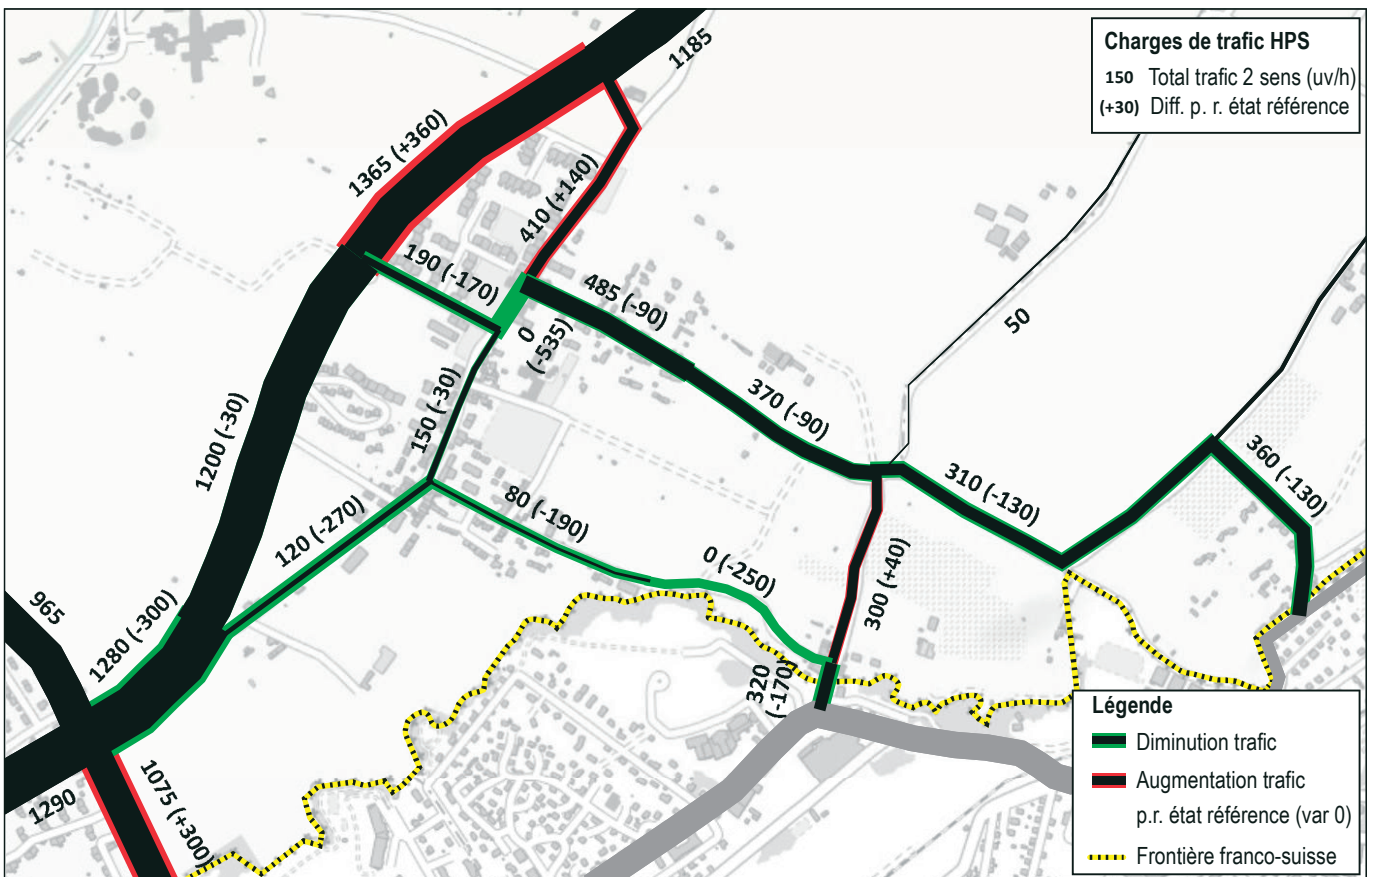 1185
Charges de trafic HPS
150 Total trafic 2 sens (uv/h)
(+30) Diff. p. r. état référence
1365 (+360)
410 (+140)
190 (-170)
485 (-90)
0
(-535)
50
150 (-30)
370 (-90)
1200 (-30)
310 (-130)
360 (-130)
80 (-190)
120 (-270)
0 (-250)
300 (+40)
965
1280 (-300)
320
(-170)
1290
1075 (+300)
Légende
Diminution trafic
Augmentation trafic
p.r. état référence (var 0)
Frontière franco-suisse